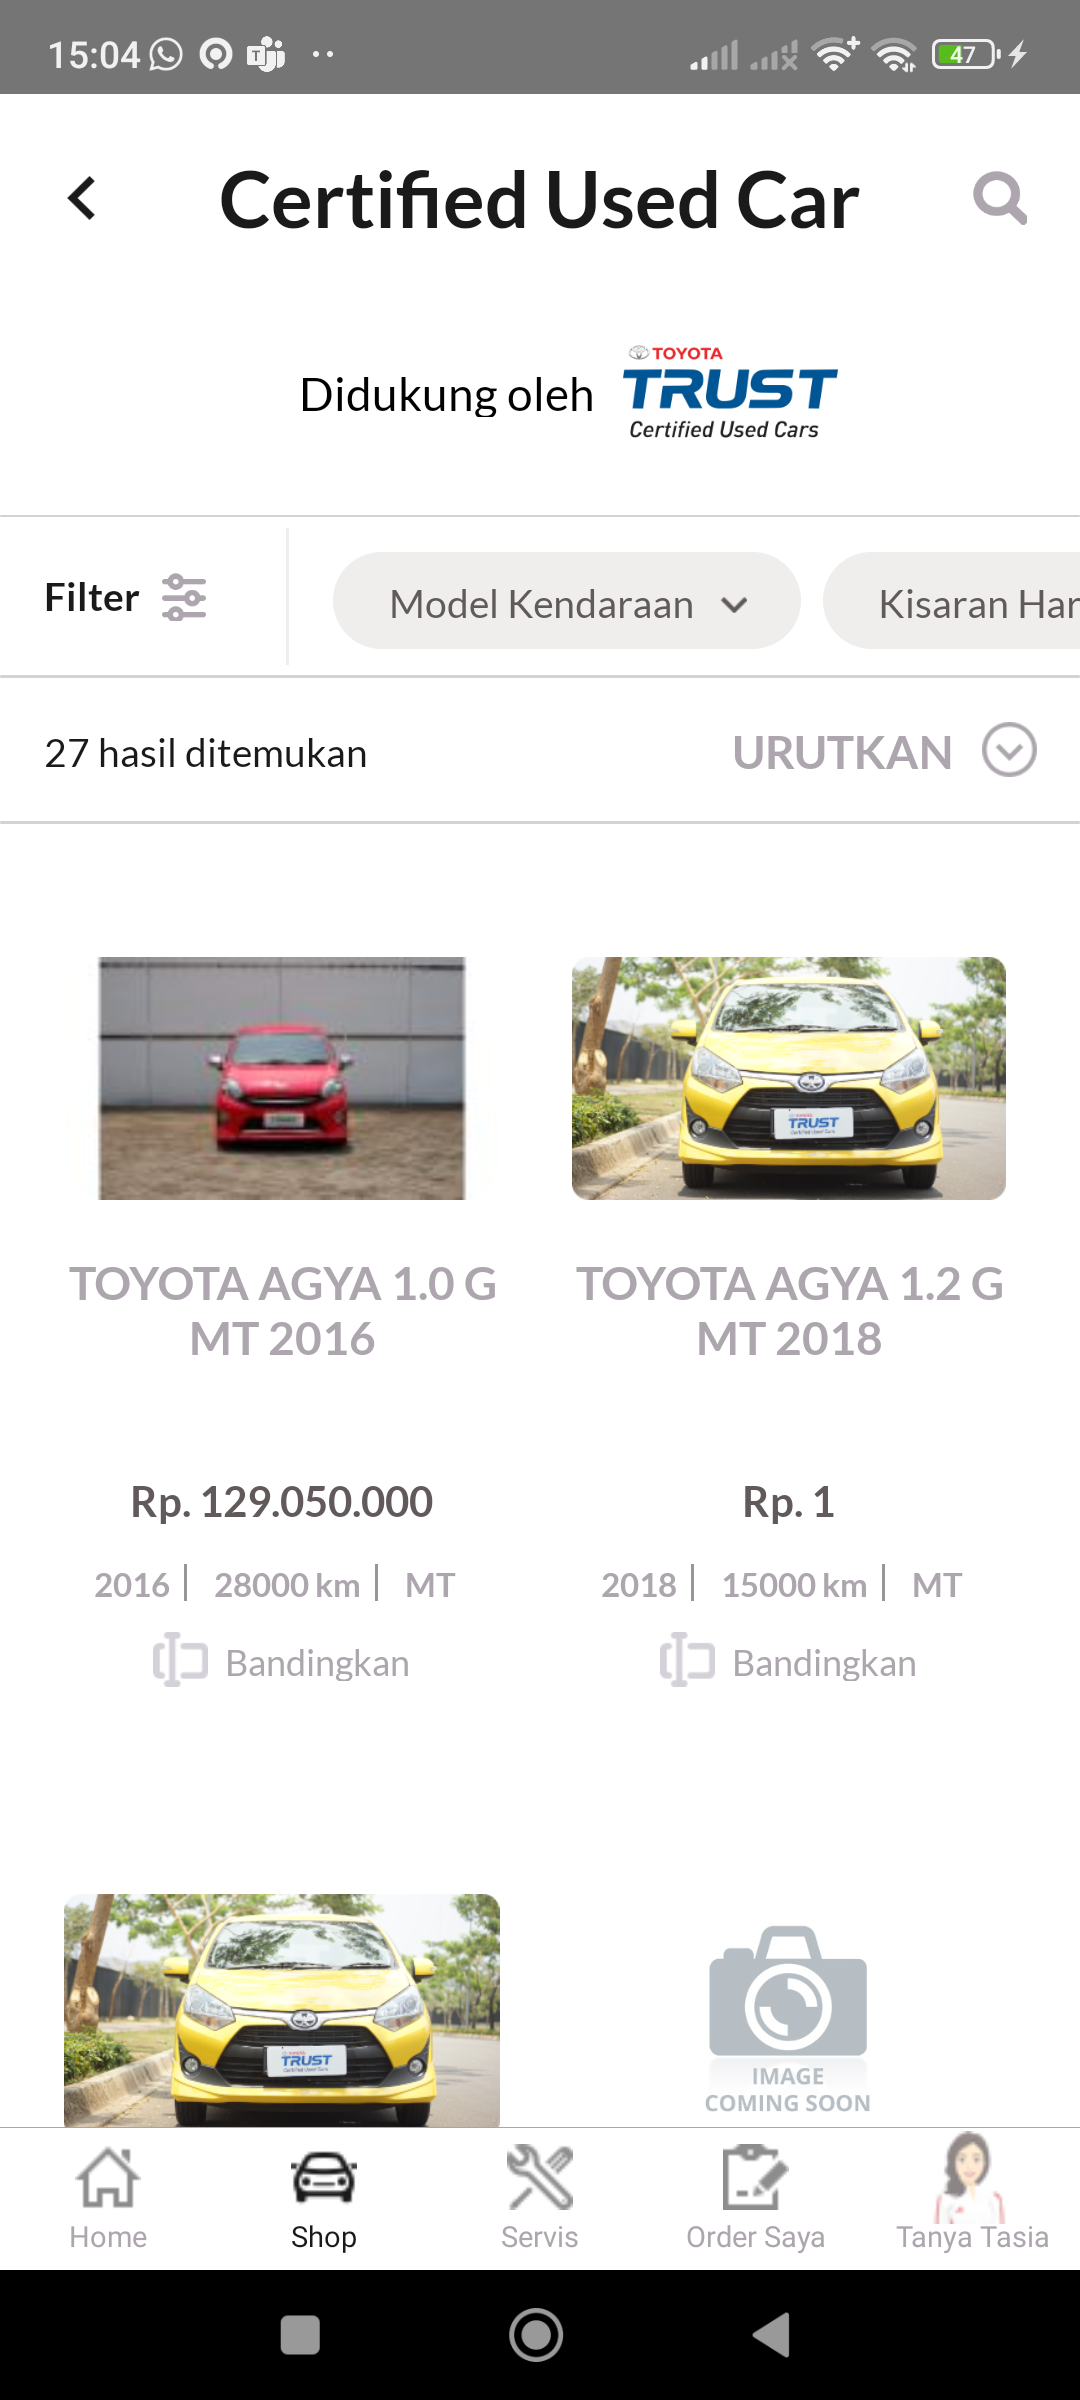 15:04
47
Certified Used Car
Didukung oleh
TOYOTA
TRUST
Certified Used Cars
Filter
Model Kendaraan
Kisaran Har
27 hasil ditemukan
URUTKAN
TRUST
TOYOTA AGYA 1.0 G
MT 2016
TOYOTA AGYA 1.2 G
MT 2018
Rp. 129.050.000
Rp. 1
2016 | 28000 km | MT
2018 | 15000 km | MT
Bandingkan
Bandingkan
TRUST
IMAGE
COMING SOON
Home
Shop
Servis
Order Saya
Tanya Tasia